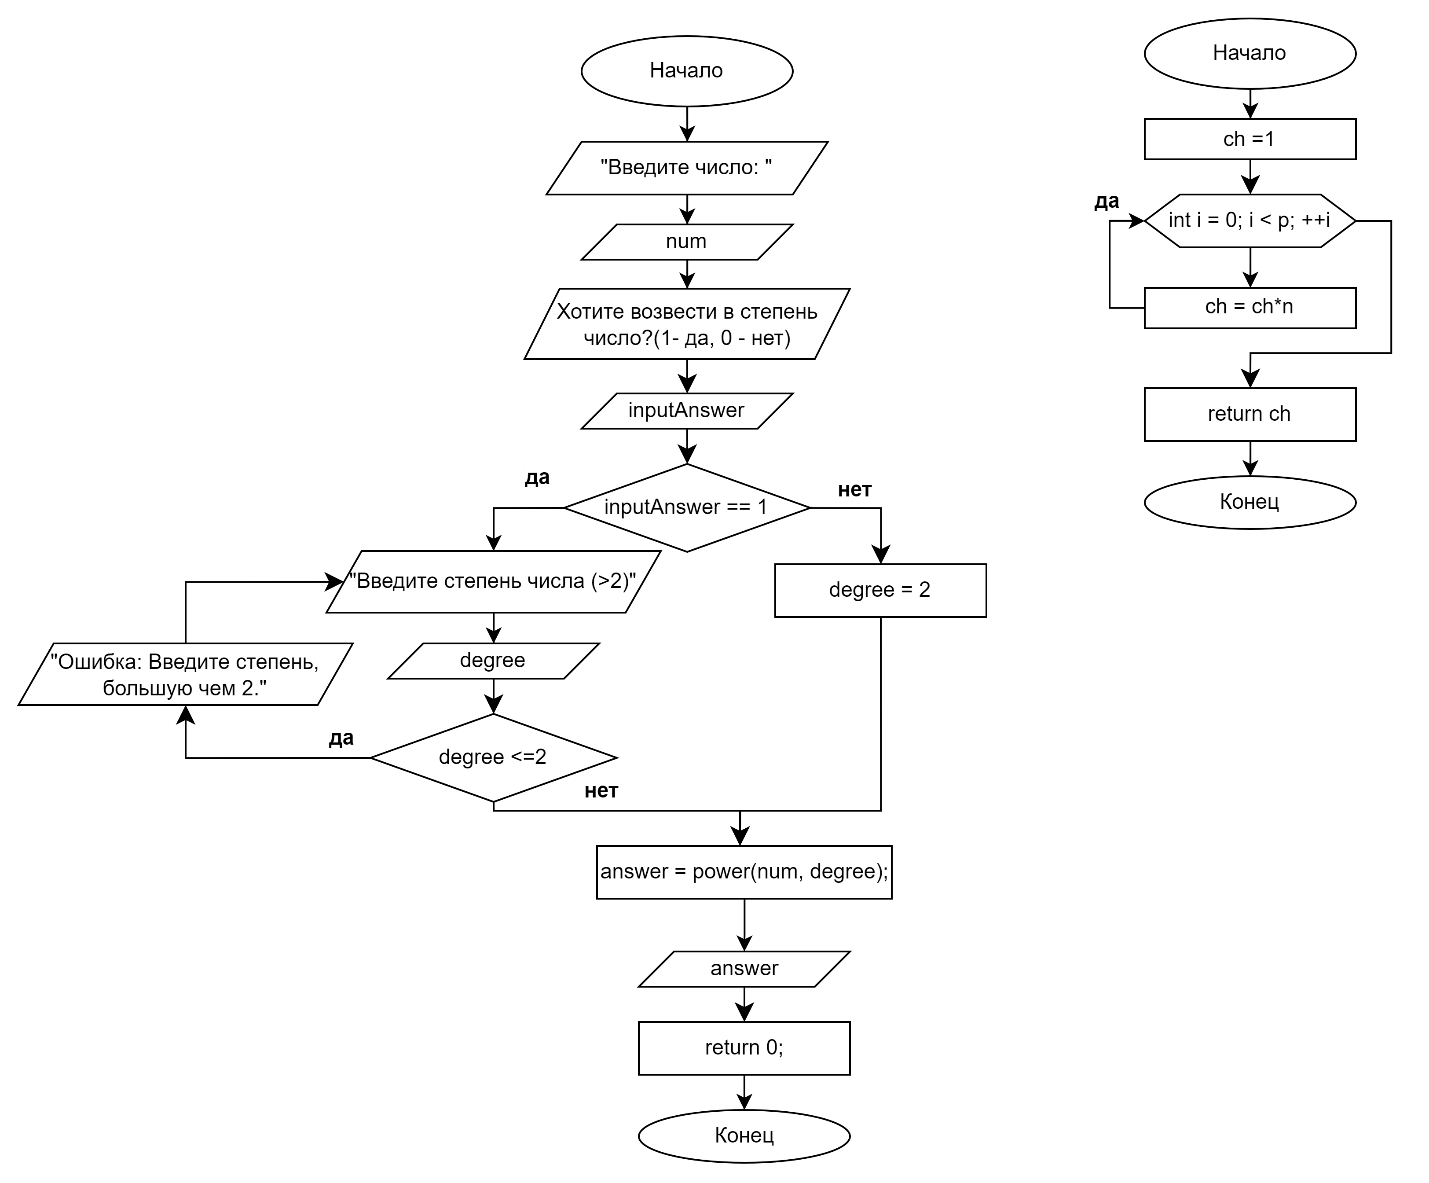 Начало
"Введите число: "
num
Хотите возвести в степень
число?(1- да, 0 - нет)
inputAnswer
да
inputAnswer == 1
нет
"Введите степень числа (>2)"
degree = 2
degree
"Ошибка: Введите степень,
большую чем 2."
да
degree <=2
нет
answer = power(num, degree);
answer
return 0;
Конец
Начало
ch =1
да
int i = 0; i < p; ++i
ch = ch*n
return ch
Конец